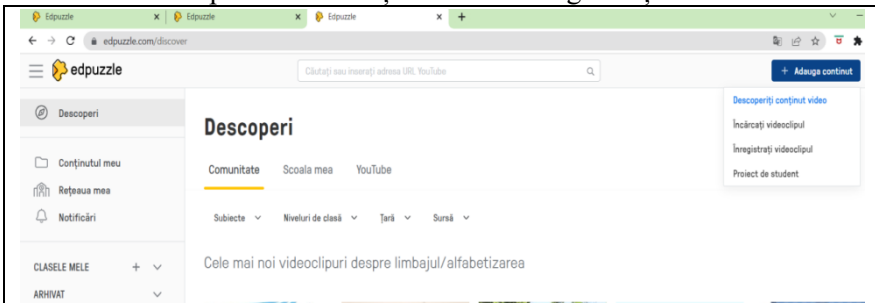 Edpuzzle
Edpuzzle
Edpuzzle
edpuzzle.com/discover
edpuzzle
Căutați sau inserați adresa URL YouTube
+ Adauga continut
Descoperiți conținut video
Încărcați videoclipul
Înregistrați videoclipul
Proiect de student
Descoperi
Conținutul meu
Rețeaua mea
Notificări
CLASELE MELE
ARHIVAT
Descoperi
Comunitate Scoala mea YouTube
Subiecte Niveluri de clasă Țară Sursă
Cele mai noi videoclipuri despre limbajul/alfabetizarea